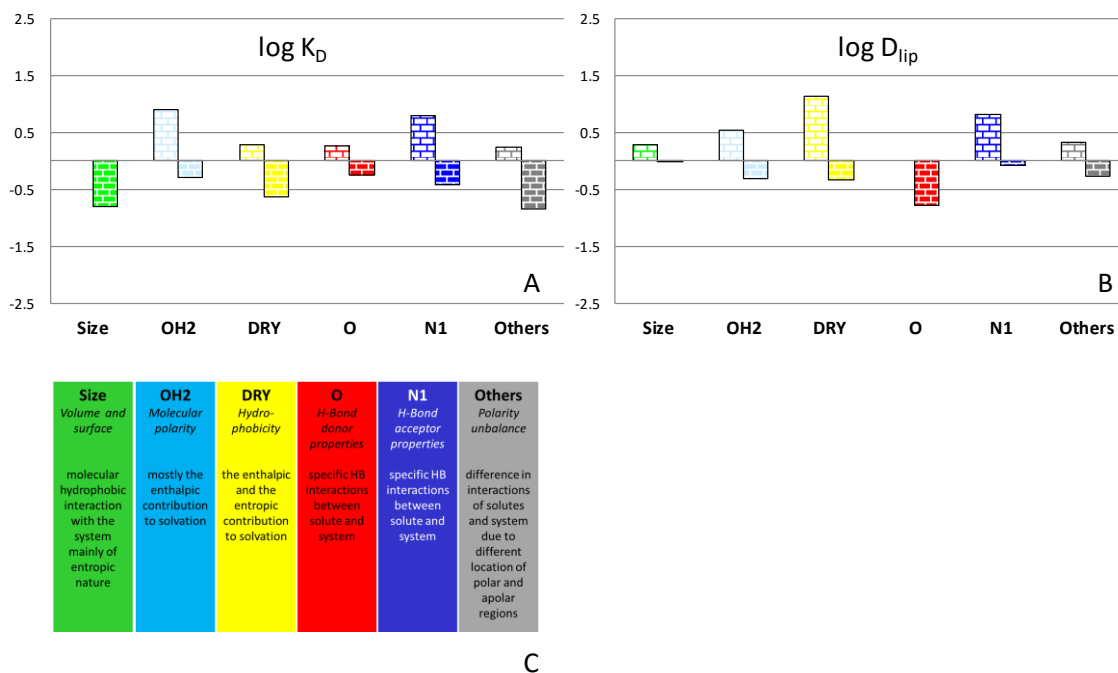 log KD
2.5
1.5
0.5
-0.5
-1.5
-2.5
A
Size OH2 DRY O N1 Others
log Dlip
2.5
1.5
0.5
-0.5
-1.5
-2.5
B
Size OH2 DRY O N1 Others
Size
Volume and
surface
molecular
hydrophobic
interaction
with the
system
mainly of
entropic
nature
OH2
Molecular
polarity
mostly the
enthalpic
contribution
to solvation
DRY
Hydro-
phobicity
the enthalpic
and the
entropic
contribution
to solvation
O
H-Bond
donor
properties
specific HB
interactions
between
solute and
system
N1
H-Bond
acceptor
properties
specific HB
interactions
between
solute and
system
Others
Polarity
unbalance
difference in
interactions
of solutes
and system
due to
different
location of
polar and
apolar
regions
C